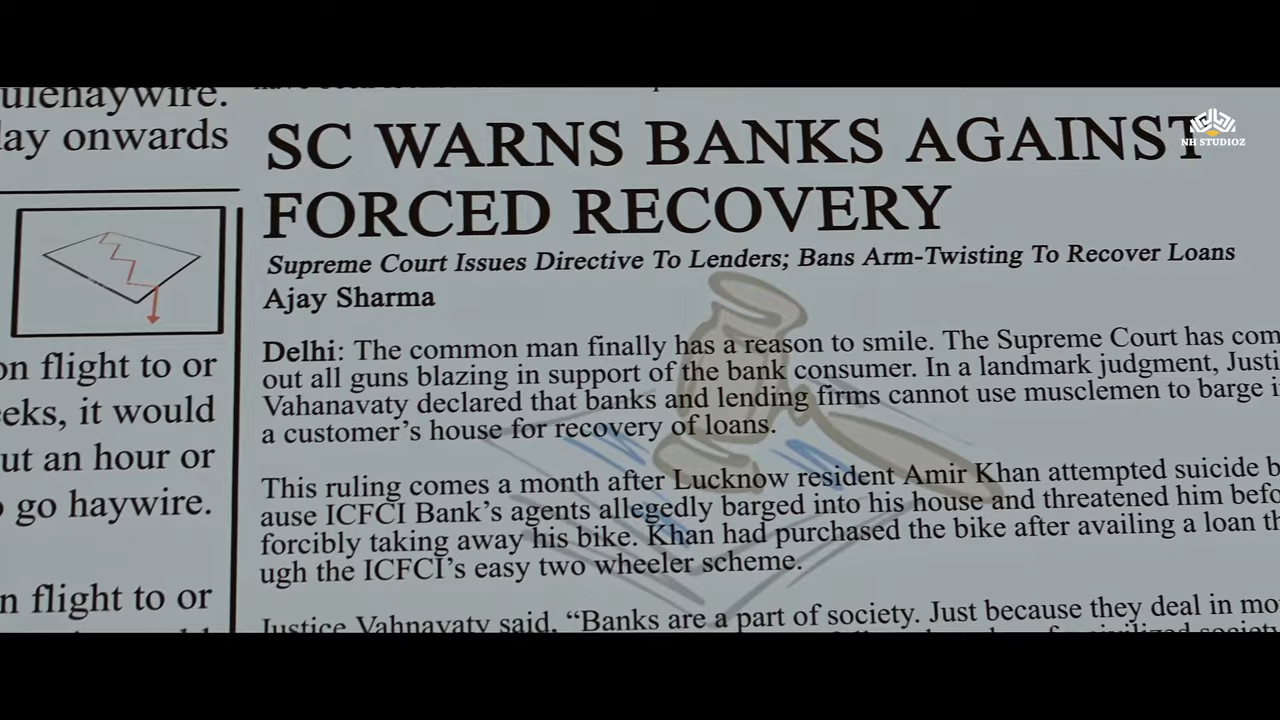 ulehaywire.
ay onwards
on flight to or
eeks, it would
ut an hour or
go haywire.
n flight to or
SC WARNS BANKS AGAINST
FORCED RECOVERY
Supreme Court Issues Directive To Lenders; Bans Arm-Twisting To Recover Loans
Ajay Sharma
Delhi: The common man finally has a reason to smile. The Supreme Court has com
out all guns blazing in support of the bank consumer. In a landmark judgment, Justi
Vahanavaty declared that banks and lending firms cannot use musclemen to barge i
a customer's house for recovery of loans.
This ruling comes a month after Lucknow resident Amir Khan attempted suicide b
ause ICFCI Bank's agents allegedly barged into his house and threatened him befo
forcibly taking away his bike. Khan had purchased the bike after availing a loan th
ugh the ICFCI's easy two wheeler scheme.
Justice Vahnavaty said, “Banks are a part of society. Just because they deal in mo
NH STUDIOZ